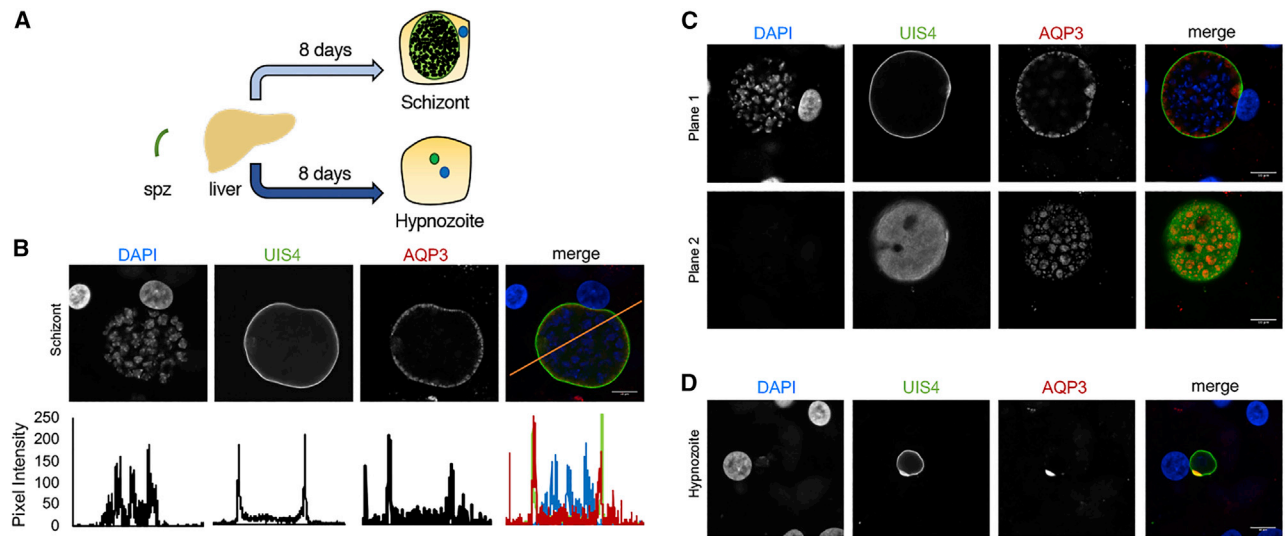 A
8 days
Schizont
spz
liver
8 days
Hypnozoite
B
DAPI
UIS4
AQP3
merge
Schizont
Pixel Intensity
250
200
150
100
50
0
C
DAPI
UIS4
AQP3
merge
Plane 1
Plane 2
D
DAPI
UIS4
AQP3
merge
Hypnozoite